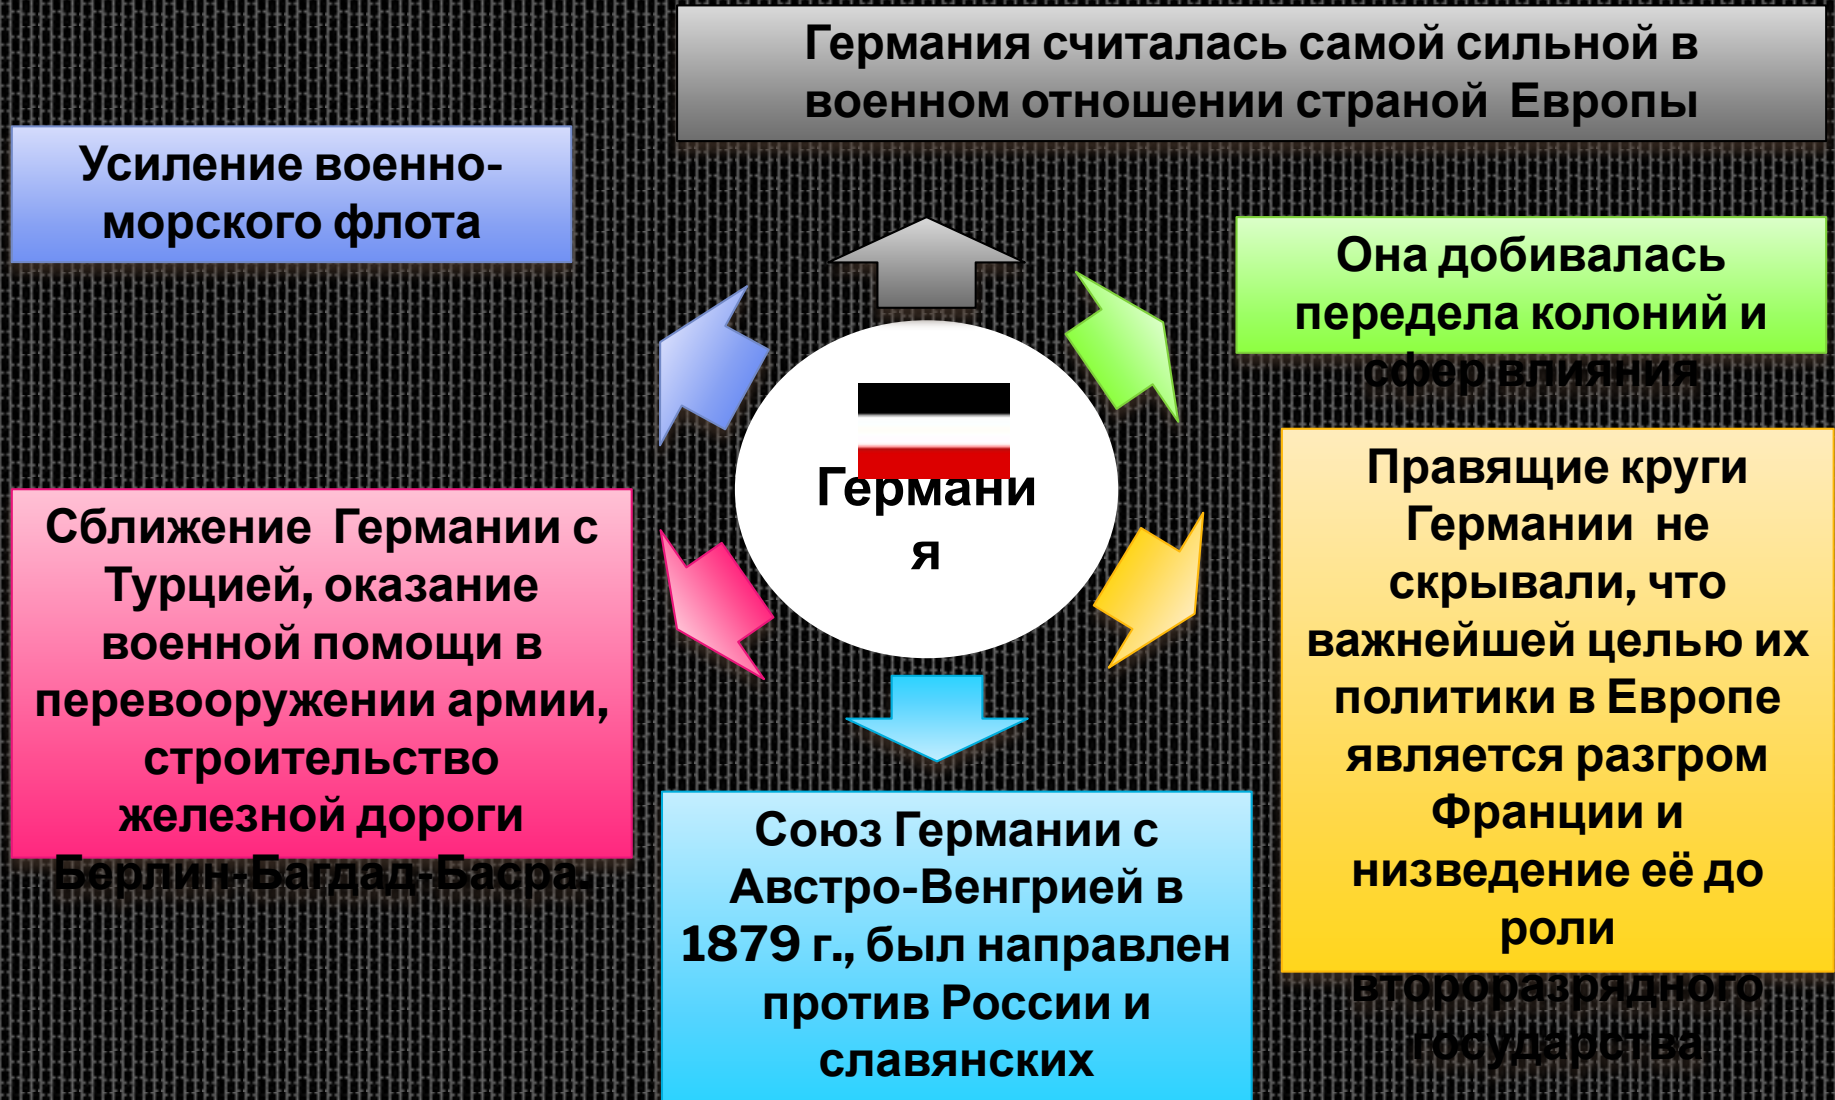 Германия считалась самой сильной в
военном отношении страной Европы
Усиление военно-
морского флота
Она добивалась
передела колоний и
сфер влияния
Германи
я
Правящие круги
Германии не
скрывали, что
важнейшей целью их
политики в Европе
является разгром
Франции и
низведение её до
роли
второразрядного
государства
Сближение Германии с
Турцией, оказание
военной помощи в
перевооружении армии,
строительство
железной дороги
Берлин-Багдад-Басра.
Союз Германии с
Австро-Венгрией в
1879 г., был направлен
против России и
славянских